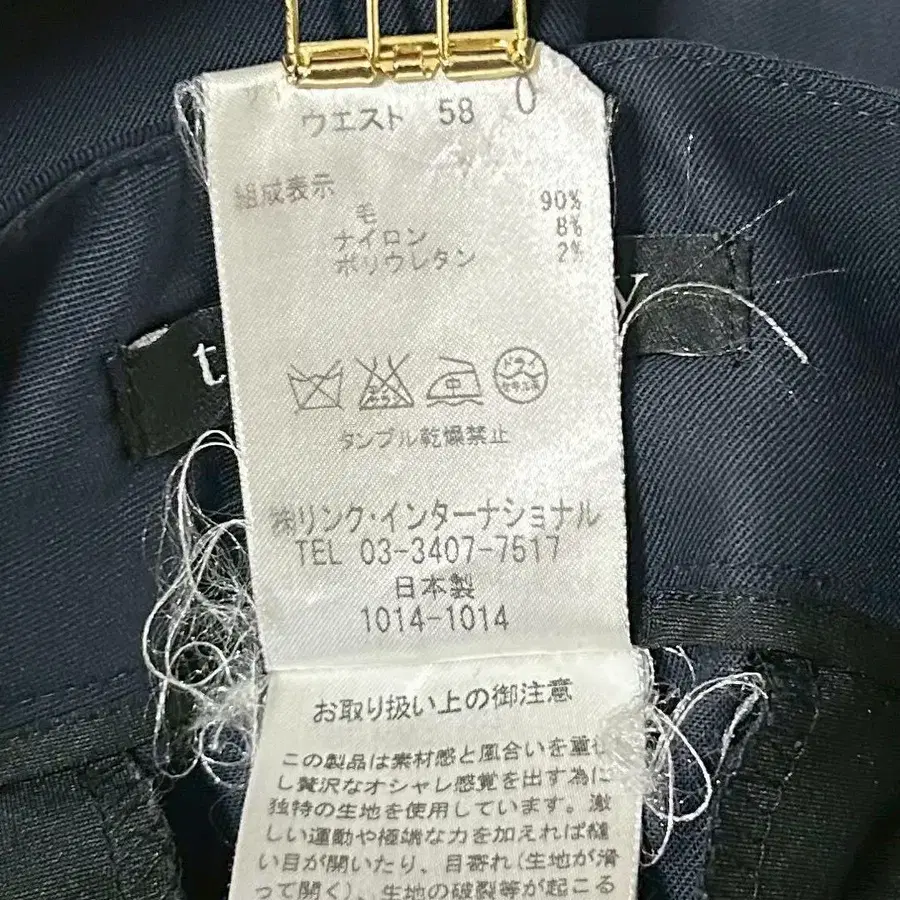 ウエスト 58 0
組成表示
毛 90%
ナイロン 8%
ポリウレタン 2%
t y
中 ドライ
タンブル乾燥禁止
㈱リンク・インターナショナル
TEL 03-3407-7517
日本製
1014-1014
お取り扱い上の御注意
この製品は素材感と風合いを重視
し贅沢なオシャレ感覚を出す為に
独特の生地を使用しています。激
しい運動や極端な力を加えれば縫
い目が開いたり、目寄れ(生地が滑
って開く)、生地の破裂等が起こる